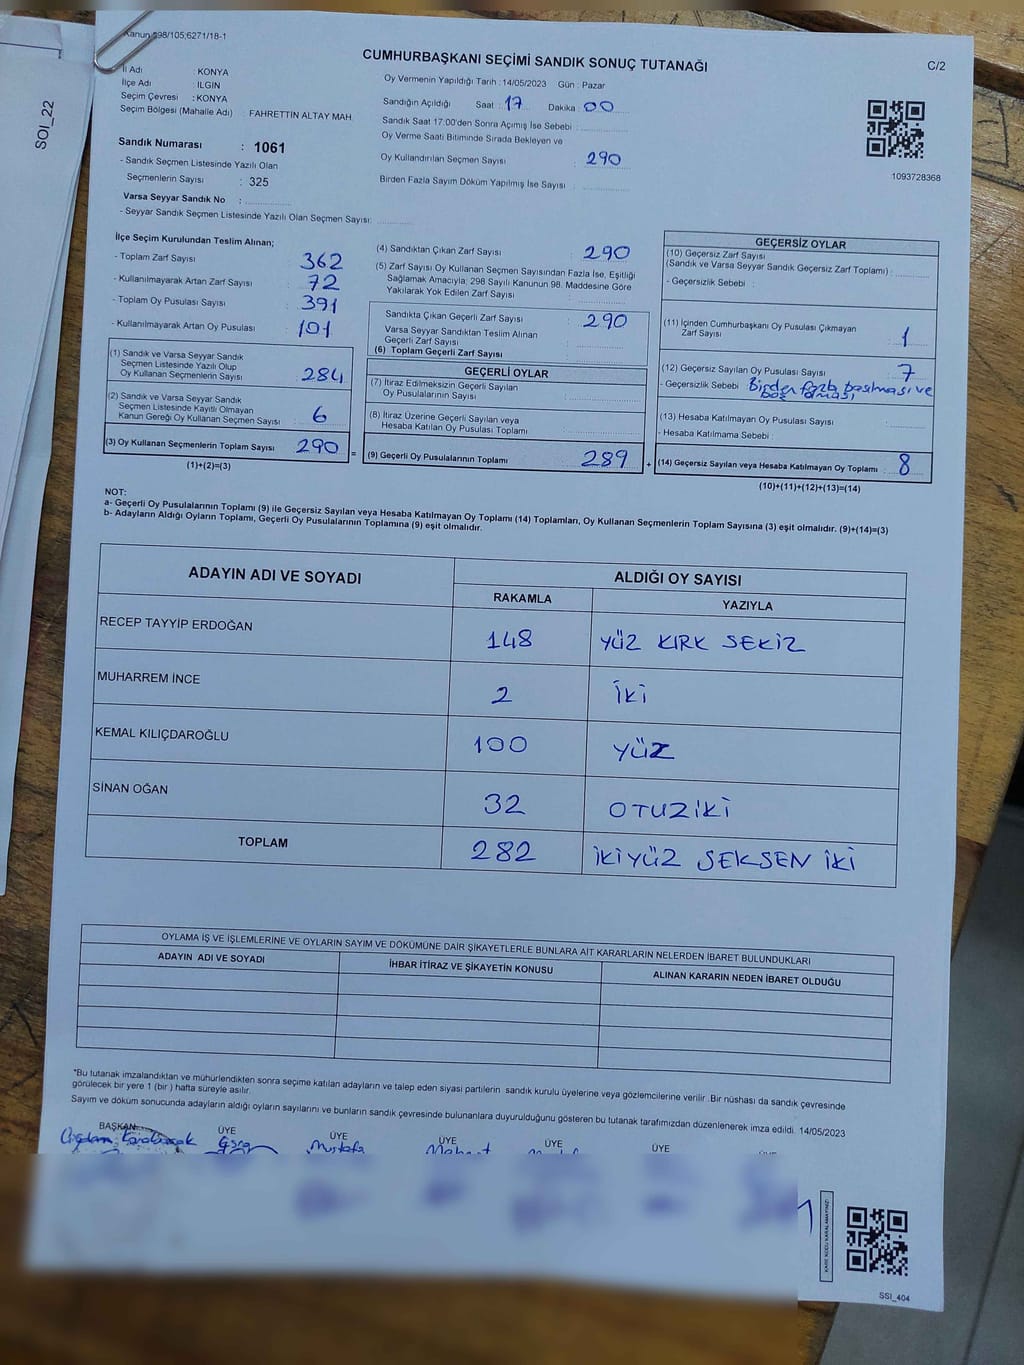 Kanun 298/105;6271/18-1
CUMHURBAŞKANI SEÇİMİ SANDIK SONUÇ TUTANAĞI
C/2
SOI_22
İl Adı : KONYA
İlçe Adı : ILGIN
Seçim Çevresi : KONYA
Seçim Bölgesi (Mahalle Adı) : FAHRETTİN ALTAY MAH.
Oy Vermenin Yapıldığı Tarih : 14/05/2023 Gün : Pazar
Sandığın Açıldığı Saat : 17 Dakika 00
Sandık Saat 17:00'den Sonra Açımış İse Sebebi :
Oy Verme Saati Bitiminde Sırada Bekleyen ve
Oy Kullandırılan Seçmen Sayısı : 290
Birden Fazla Sayım Döküm Yapılmış İse Sayısı :
1093728368
Sandık Numarası : 1061
- Sandık Seçmen Listesinde Yazılı Olan
Seçmenlerin Sayısı : 325
Varsa Seyyar Sandık No :
- Seyyar Sandık Seçmen Listesinde Yazılı Olan Seçmen Sayısı:
İlçe Seçim Kurulundan Teslim Alınan;
- Toplam Zarf Sayısı : 362
- Kullanılmayarak Artan Zarf Sayısı : 72
- Toplam Oy Pusulası Sayısı : 391
- Kullanılmayarak Artan Oy Pusulası : 101
(1) Sandık ve Varsa Seyyar Sandık
Seçmen Listesinde Yazılı Olup
Oy Kullanan Seçmenlerin Sayısı : 284
(2) Sandık ve Varsa Seyyar Sandık
Seçmen Listesinde Kayıtlı Olmayan
Kanun Gereği Oy Kullanan Seçmen Sayısı : 6
(3) Oy Kullanan Seçmenlerin Toplam Sayısı : 290
(1)+(2)=(3)
(4) Sandıktan Çıkan Zarf Sayısı : 290
(5) Zarf Sayısı Oy Kullanan Seçmen Sayısından Fazla İse, Eşitliği
Sağlamak Amacıyla; 298 Sayılı Kanunun 98. Maddesine Göre
Yakılarak Yok Edilen Zarf Sayısı :
Sandıkta Çıkan Geçerli Zarf Sayısı : 290
Varsa Seyyar Sandıktan Teslim Alınan
Geçerli Zarf Sayısı :
(6) Toplam Geçerli Zarf Sayısı :
GEÇERLİ OYLAR
(7) İtiraz Edilmeksizin Geçerli Sayılan
Oy Pusulalarının Sayısı :
(8) İtiraz Üzerine Geçerli Sayılan veya
Hesaba Katılan Oy Pusulası Toplamı :
= (9) Geçerli Oy Pusulalarının Toplamı : 289 +
GEÇERSİZ OYLAR
(10) Geçersiz Zarf Sayısı
(Sandık ve Varsa Seyyar Sandık Geçersiz Zarf Toplamı) :
- Geçersizlik Sebebi :
(11) İçinden Cumhurbaşkanı Oy Pusulası Çıkmayan
Zarf Sayısı : 1
(12) Geçersiz Sayılan Oy Pusulası Sayısı : 7
- Geçersizlik Sebebi : Birden fazla basılması ve
boş olması
(13) Hesaba Katılmayan Oy Pusulası Sayısı :
- Hesaba Katılmama Sebebi :
(14) Geçersiz Sayılan veya Hesaba Katılmayan Oy Toplamı : 8
(10)+(11)+(12)+(13)=(14)
NOT:
a- Geçerli Oy Pusulalarının Toplamı (9) ile Geçersiz Sayılan veya Hesaba Katılmayan Oy Toplamı (14) Toplamları, Oy Kullanan Seçmenlerin Toplam Sayısına (3) eşit olmalıdır. (9)+(14)=(3)
b- Adayların Aldığı Oyların Toplamı, Geçerli Oy Pusulalarının Toplamına (9) eşit olmalıdır.
ADAYIN ADI VE SOYADI ALDIĞI OY SAYISI
RAKAMLA YAZIYLA
RECEP TAYYİP ERDOĞAN 148 YÜZ KIRK SEKİZ
MUHARREM İNCE 2 İKİ
KEMAL KILIÇDAROĞLU 100 YÜZ
SİNAN OĞAN 32 OTUZİKİ
TOPLAM 282 İKİYÜZ SEKSEN İKİ
OYLAMA İŞ VE İŞLEMLERİNE VE OYLARIN SAYIM VE DÖKÜMÜNE DAİR ŞİKAYETLERLE BUNLARA AİT KARARLARIN NELERDEN İBARET BULUNDUKLARI
ADAYIN ADI VE SOYADI İHBAR İTİRAZ VE ŞİKAYETİN KONUSU ALINAN KARARIN NEDEN İBARET OLDUĞU
"Bu tutanak imzalandıktan ve mühürlendikten sonra seçime katılan adayların ve talep eden siyasi partilerin sandık kurulu üyelerine veya gözlemcilerine verilir .Bir nüshası da sandık çevresinde
görülecek bir yere 1 (bir ) hafta süreyle asılır.
Sayım ve döküm sonucunda adayların aldığı oyların sayılarını ve bunların sandık çevresinde bulunanlara duyurulduğunu gösteren bu tutanak tarafımızdan düzenlenerek imza edildi. 14/05/2023
BAŞKAN ÜYE ÜYE ÜYE ÜYE ÜYE
Esra Mustafa Mehmet
KARE KODU KARALAMAYINIZ!
SSI_404